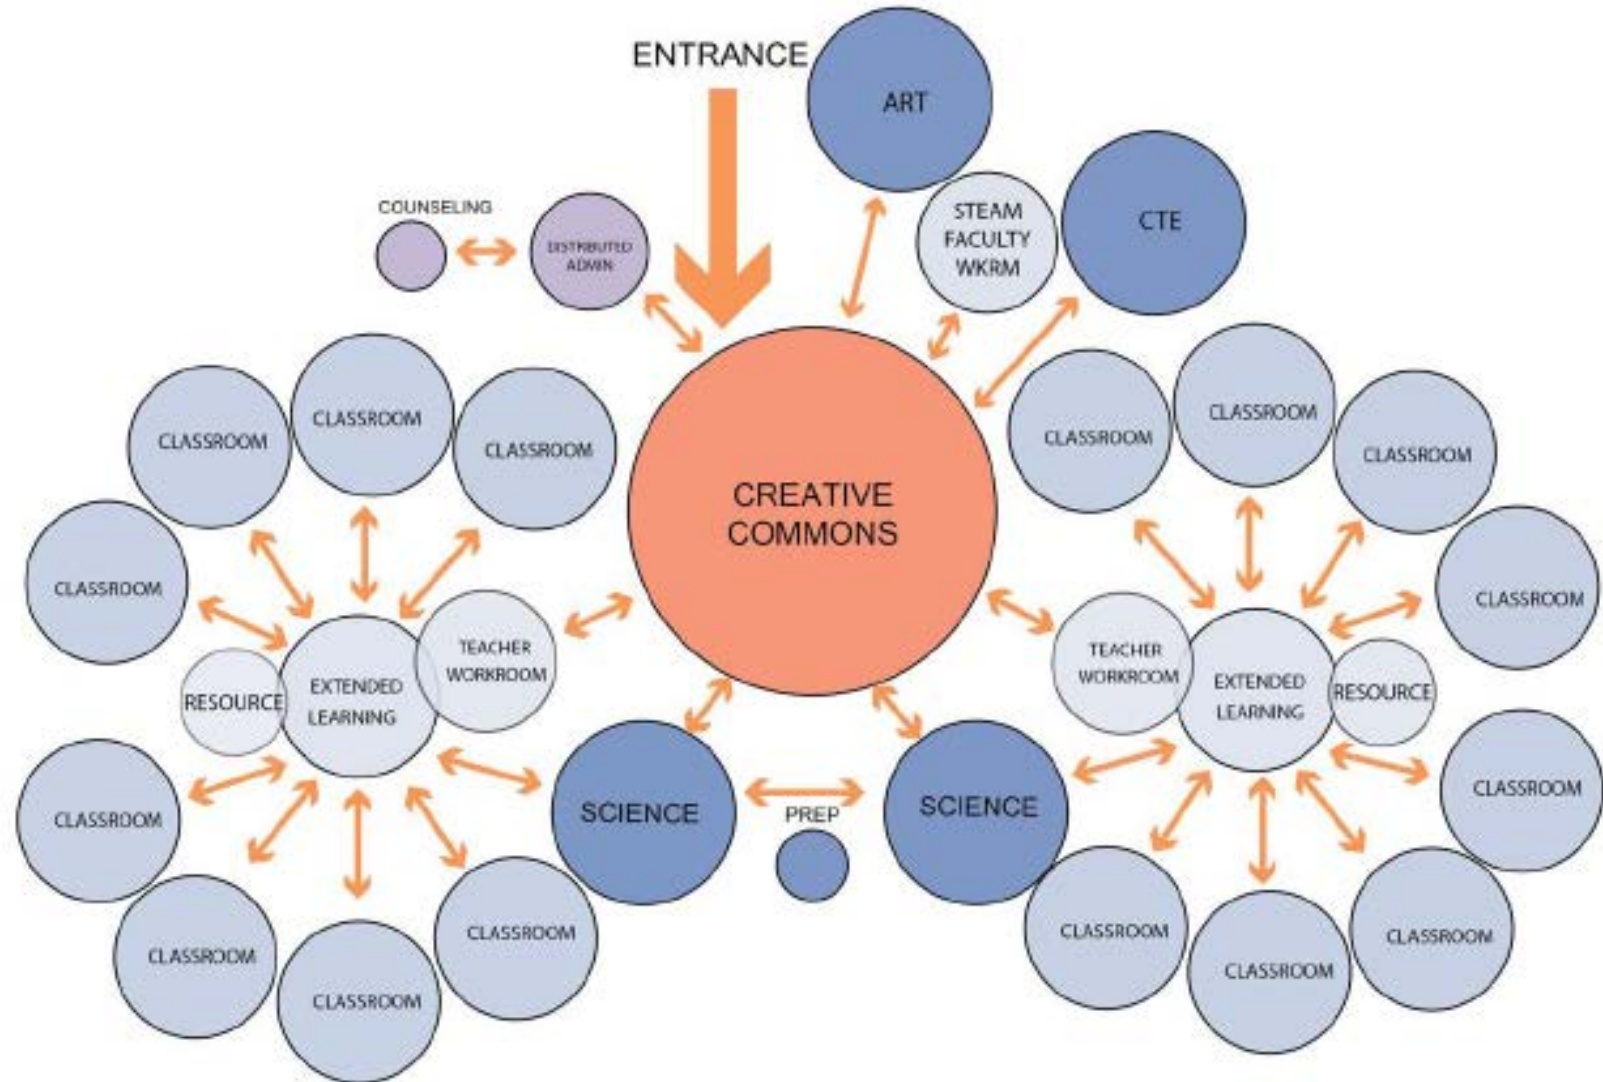 ENTRANCE
ART
COUNSELING
DISTRIBUTED
ADMIN
STEAM
FACULTY
WKRM
CTE
CLASSROOM
CLASSROOM
CLASSROOM
CLASSROOM
RESOURCE
EXTENDED
LEARNING
TEACHER
WORKROOM
CLASSROOM
CLASSROOM
CLASSROOM
CLASSROOM
SCIENCE
CREATIVE
COMMONS
PREP
SCIENCE
CLASSROOM
CLASSROOM
CLASSROOM
CLASSROOM
TEACHER
WORKROOM
EXTENDED
LEARNING
RESOURCE
CLASSROOM
CLASSROOM
CLASSROOM
CLASSROOM